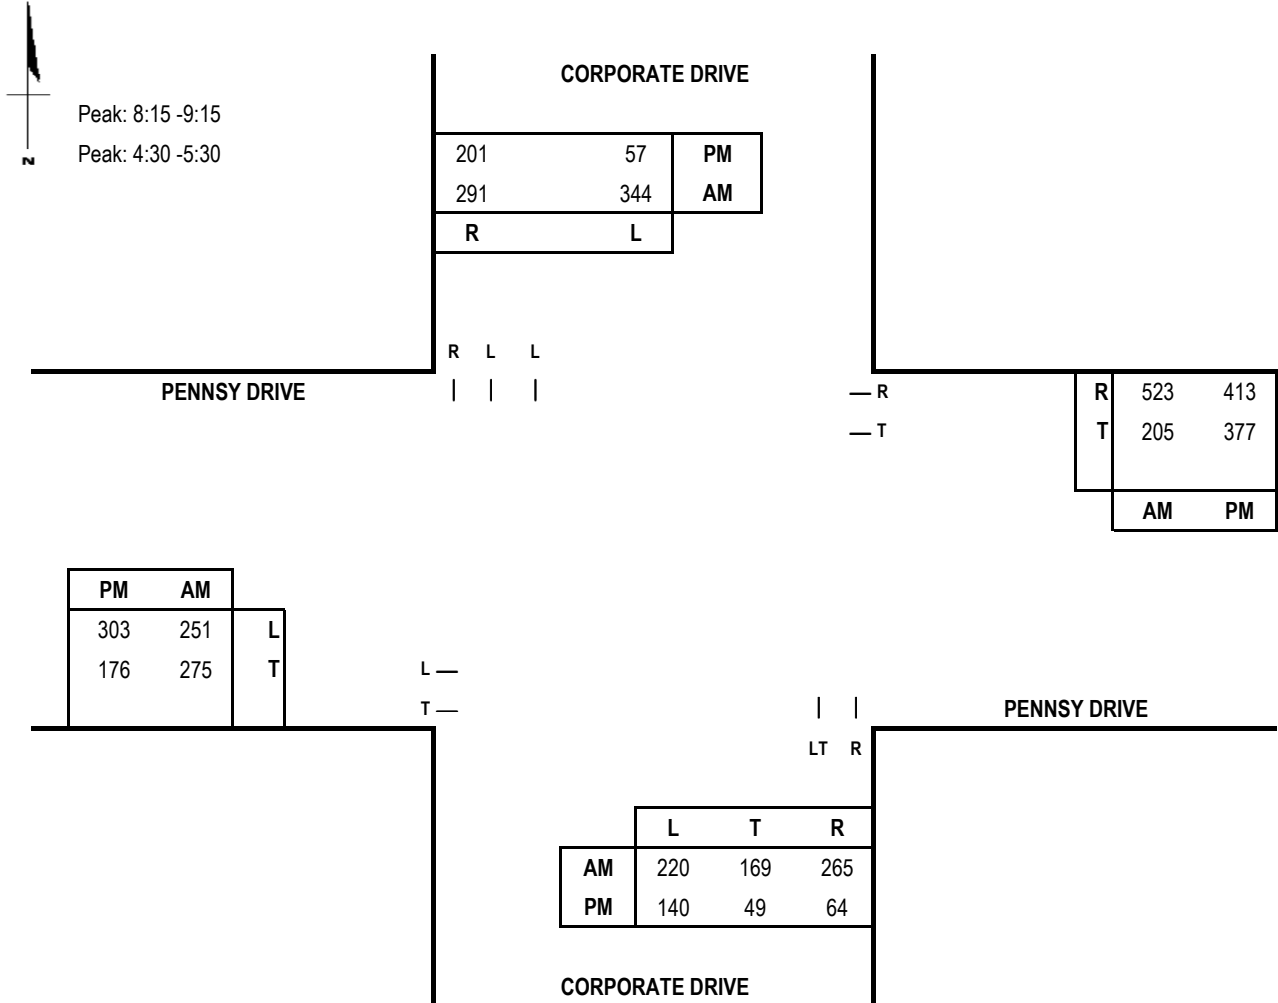 CORPORATE DRIVE
Peak: 8:15 -9:15
Peak: 4:30 -5:30
N
201 57 PM
291 344 AM
R L
R L L
PENNSY DRIVE
R
T
R 523 413
T 205 377
AM PM
PM AM
303 251 L
176 275 T
L
T
PENNSY DRIVE
LT R
L T R
AM 220 169 265
PM 140 49 64
CORPORATE DRIVE